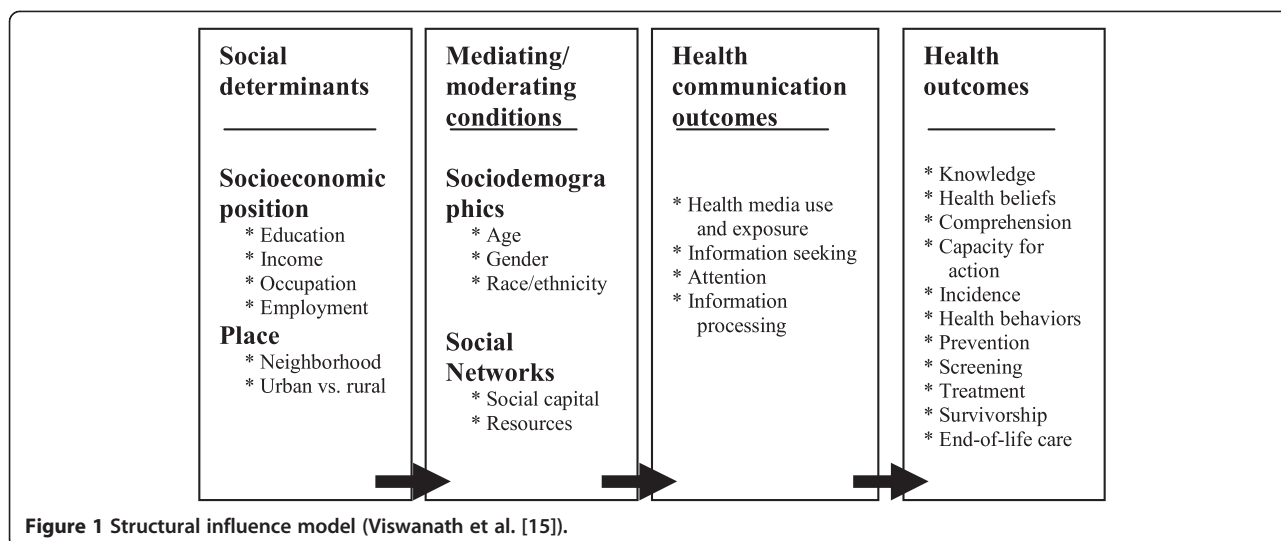 Social
determinants
Socioeconomic
position
* Education
* Income
* Occupation
* Employment
Place
* Neighborhood
* Urban vs. rural
Mediating/
moderating
conditions
Sociodemogra
phics
* Age
* Gender
* Race/ethnicity
Social
Networks
* Social capital
* Resources
Health
communication
outcomes
* Health media use
and exposure
* Information seeking
* Attention
* Information
processing
Health
outcomes
* Knowledge
* Health beliefs
* Comprehension
* Capacity for
action
* Incidence
* Health behaviors
* Prevention
* Screening
* Treatment
* Survivorship
* End-of-life care
Figure 1 Structural influence model (Viswanath et al. [15]).